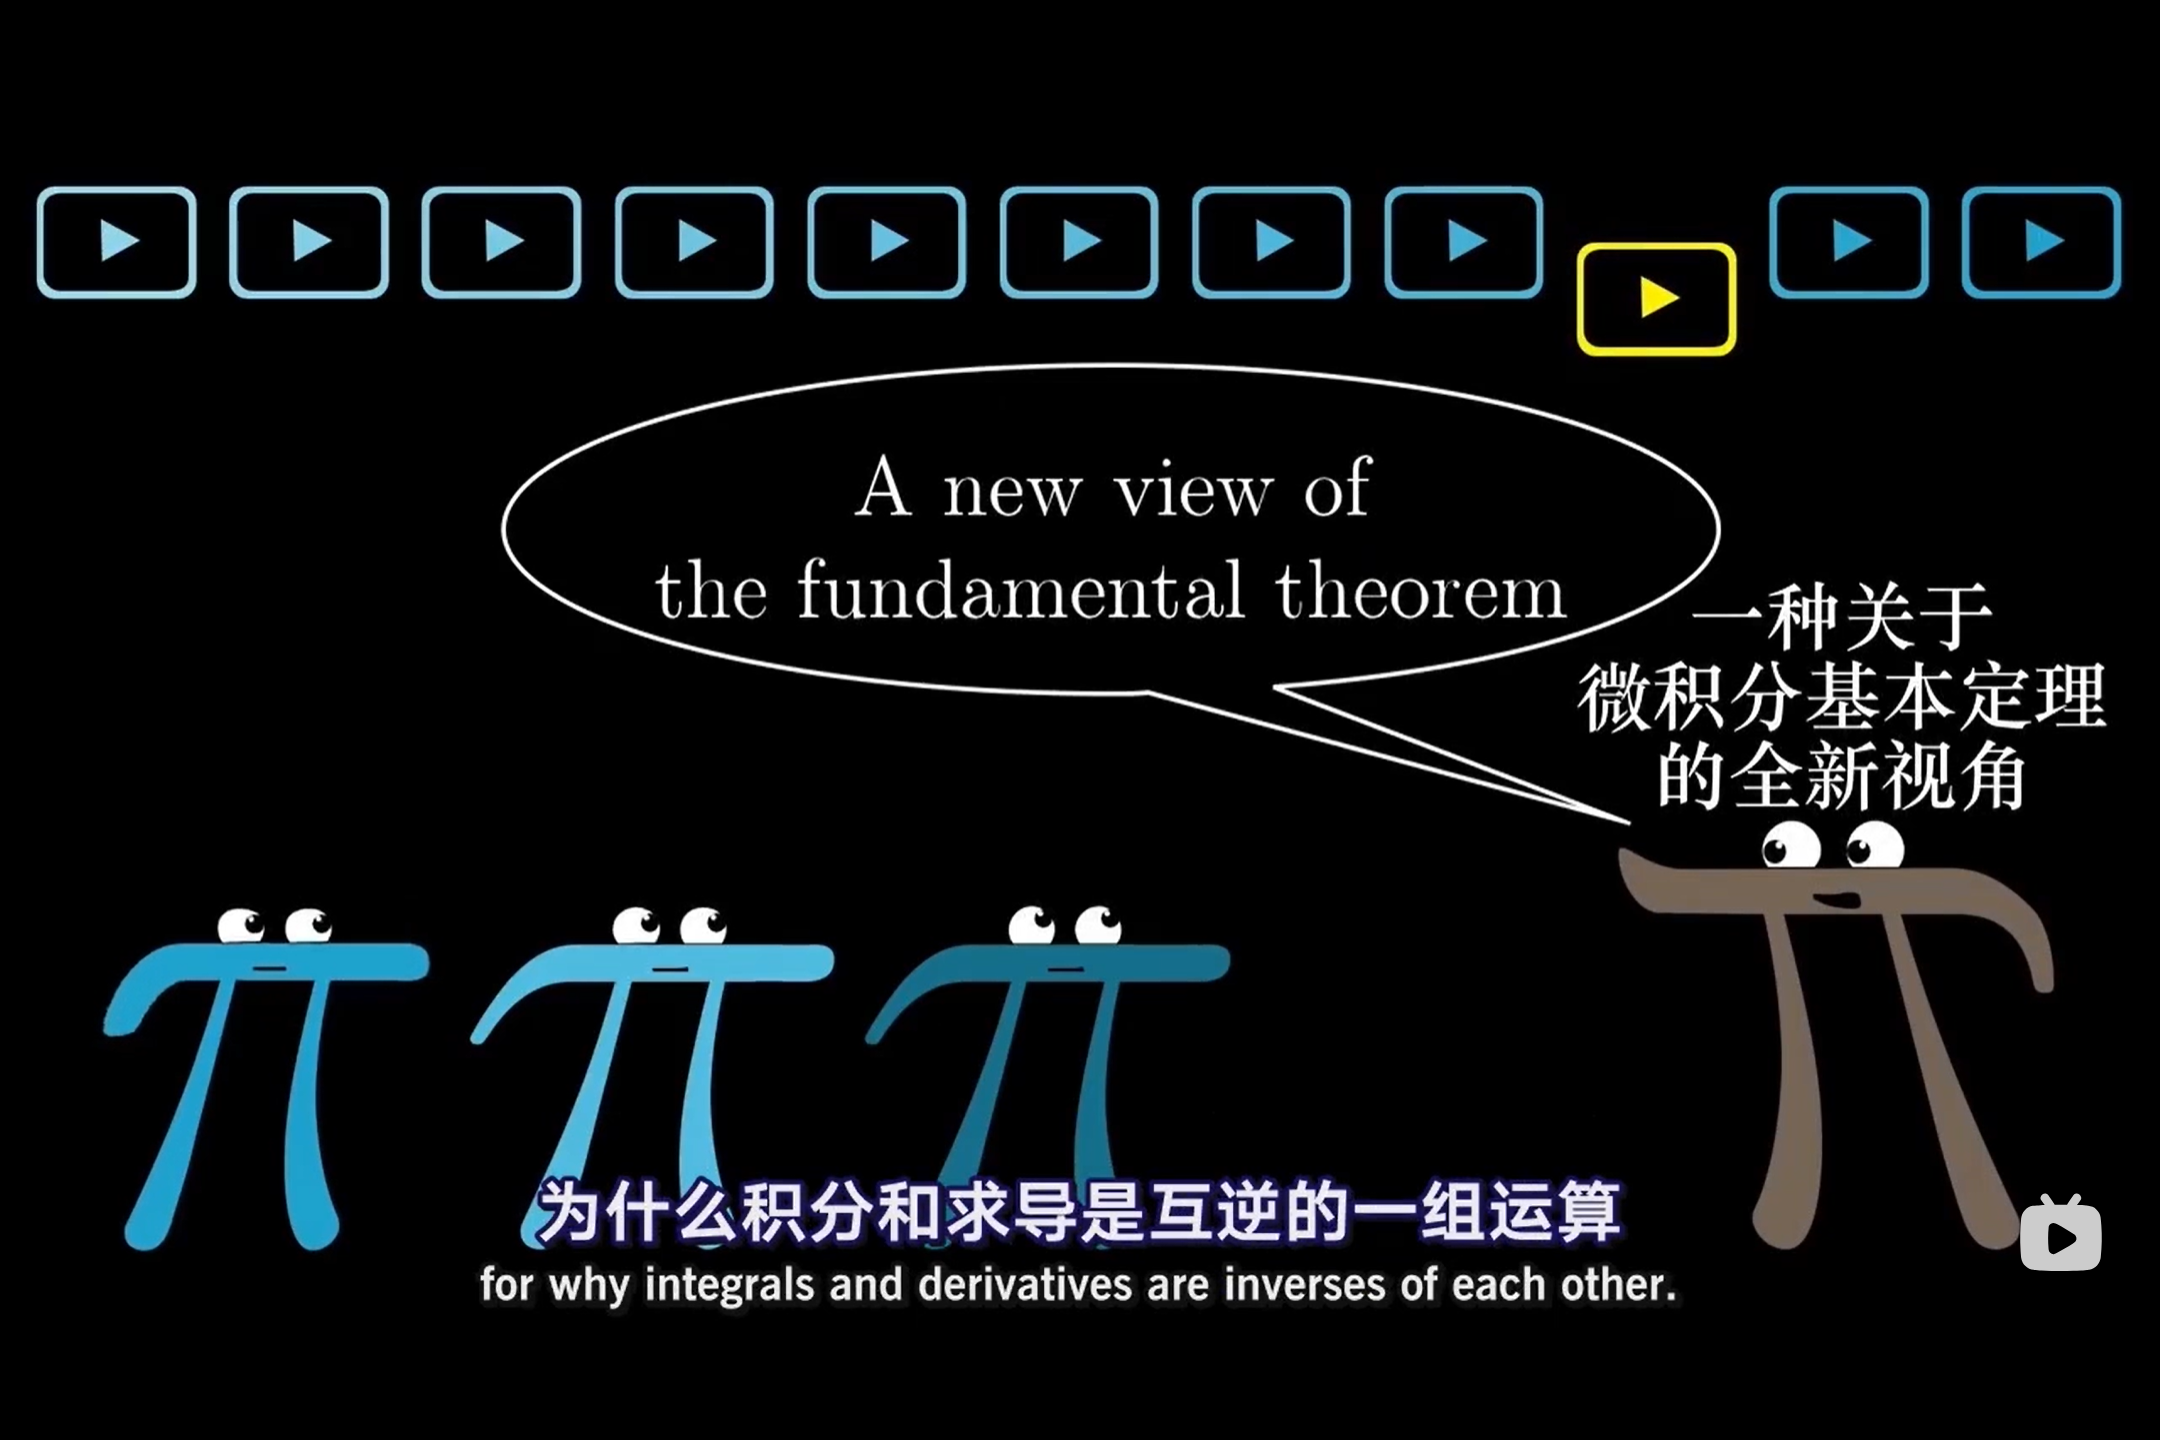 A new view of
the fundamental theorem
一种关于
微积分基本定理
的全新视角
为什么积分和求导是互逆的一组运算
for why integrals and derivatives are inverses of each other.